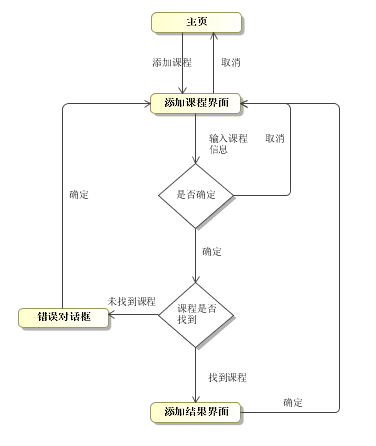 主页
添加课程
取消
添加课程界面
输入课程
信息
取消
是否确定
确定
确定
课程是否
找到
未找到课程
错误对话框
找到课程
确定
添加结果界面